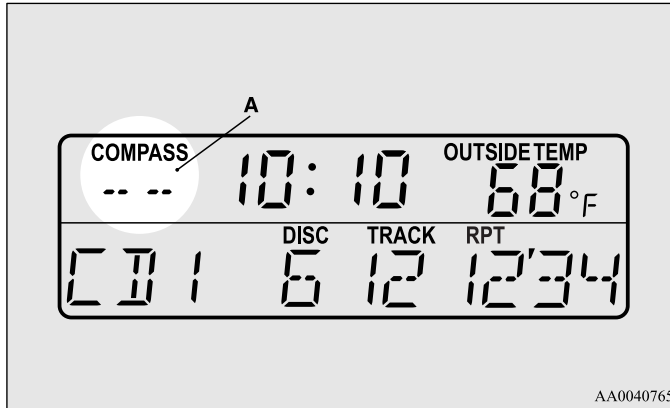 A
COMPASS 10:10 OUTSIDE TEMP
-- -- 68°F
DISC TRACK RPT
CD1 6 12 12'34
AA0040765